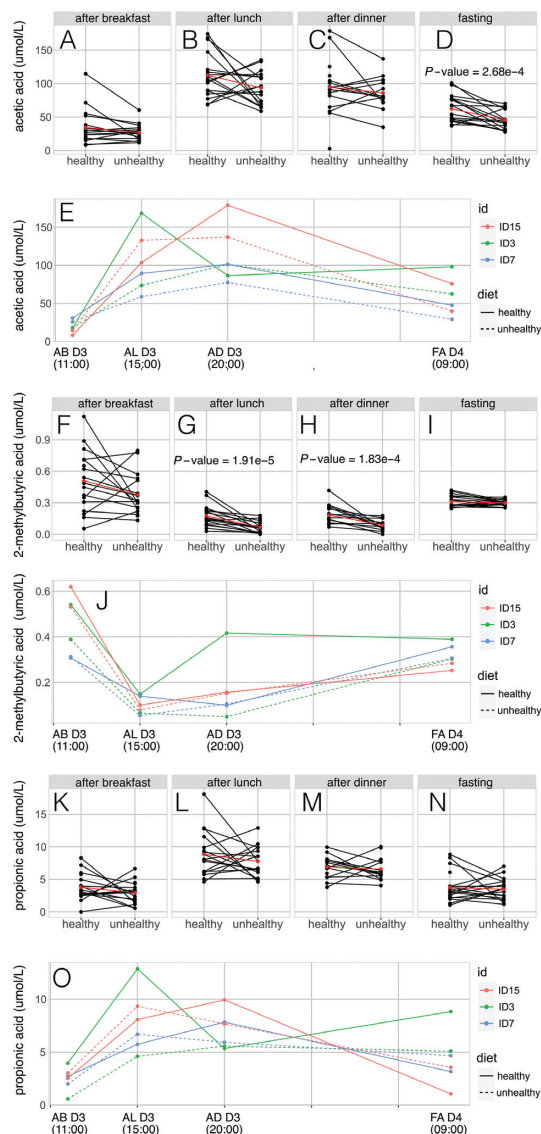 after breakfast after lunch after dinner fasting
A B C D
acetic acid (umol/L)
150
100
50
0
P-value = 2.68e-4
healthy unhealthy healthy unhealthy healthy unhealthy healthy unhealthy
E
acetic acid (umol/L)
150
100
50
0
AB D3 AL D3 AD D3 FA D4
(11:00) (15;00) (20;00) (09:00)
id
ID15
ID3
ID7
diet
healthy
unhealthy
after breakfast after lunch after dinner fasting
F G H I
2-methylbutyric acid (umol/L)
0.9
0.6
0.3
0.0
P-value = 1.91e-5 P-value = 1.83e-4
healthy unhealthy healthy unhealthy healthy unhealthy healthy unhealthy
J
2-methylbutyric acid (umol/L)
0.6
0.4
0.2
AB D3 AL D3 AD D3 FA D4
(11:00) (15:00) (20:00) (09:00)
id
ID15
ID3
ID7
diet
healthy
unhealthy
after breakfast after lunch after dinner fasting
K L M N
propionic acid (umol/L)
15
10
5
0
healthy unhealthy healthy unhealthy healthy unhealthy healthy unhealthy
O
propionic acid (umol/L)
10
5
0
AB D3 AL D3 AD D3 FA D4
(11:00) (15:00) (20:00) (09:00)
id
ID15
ID3
ID7
diet
healthy
unhealthy